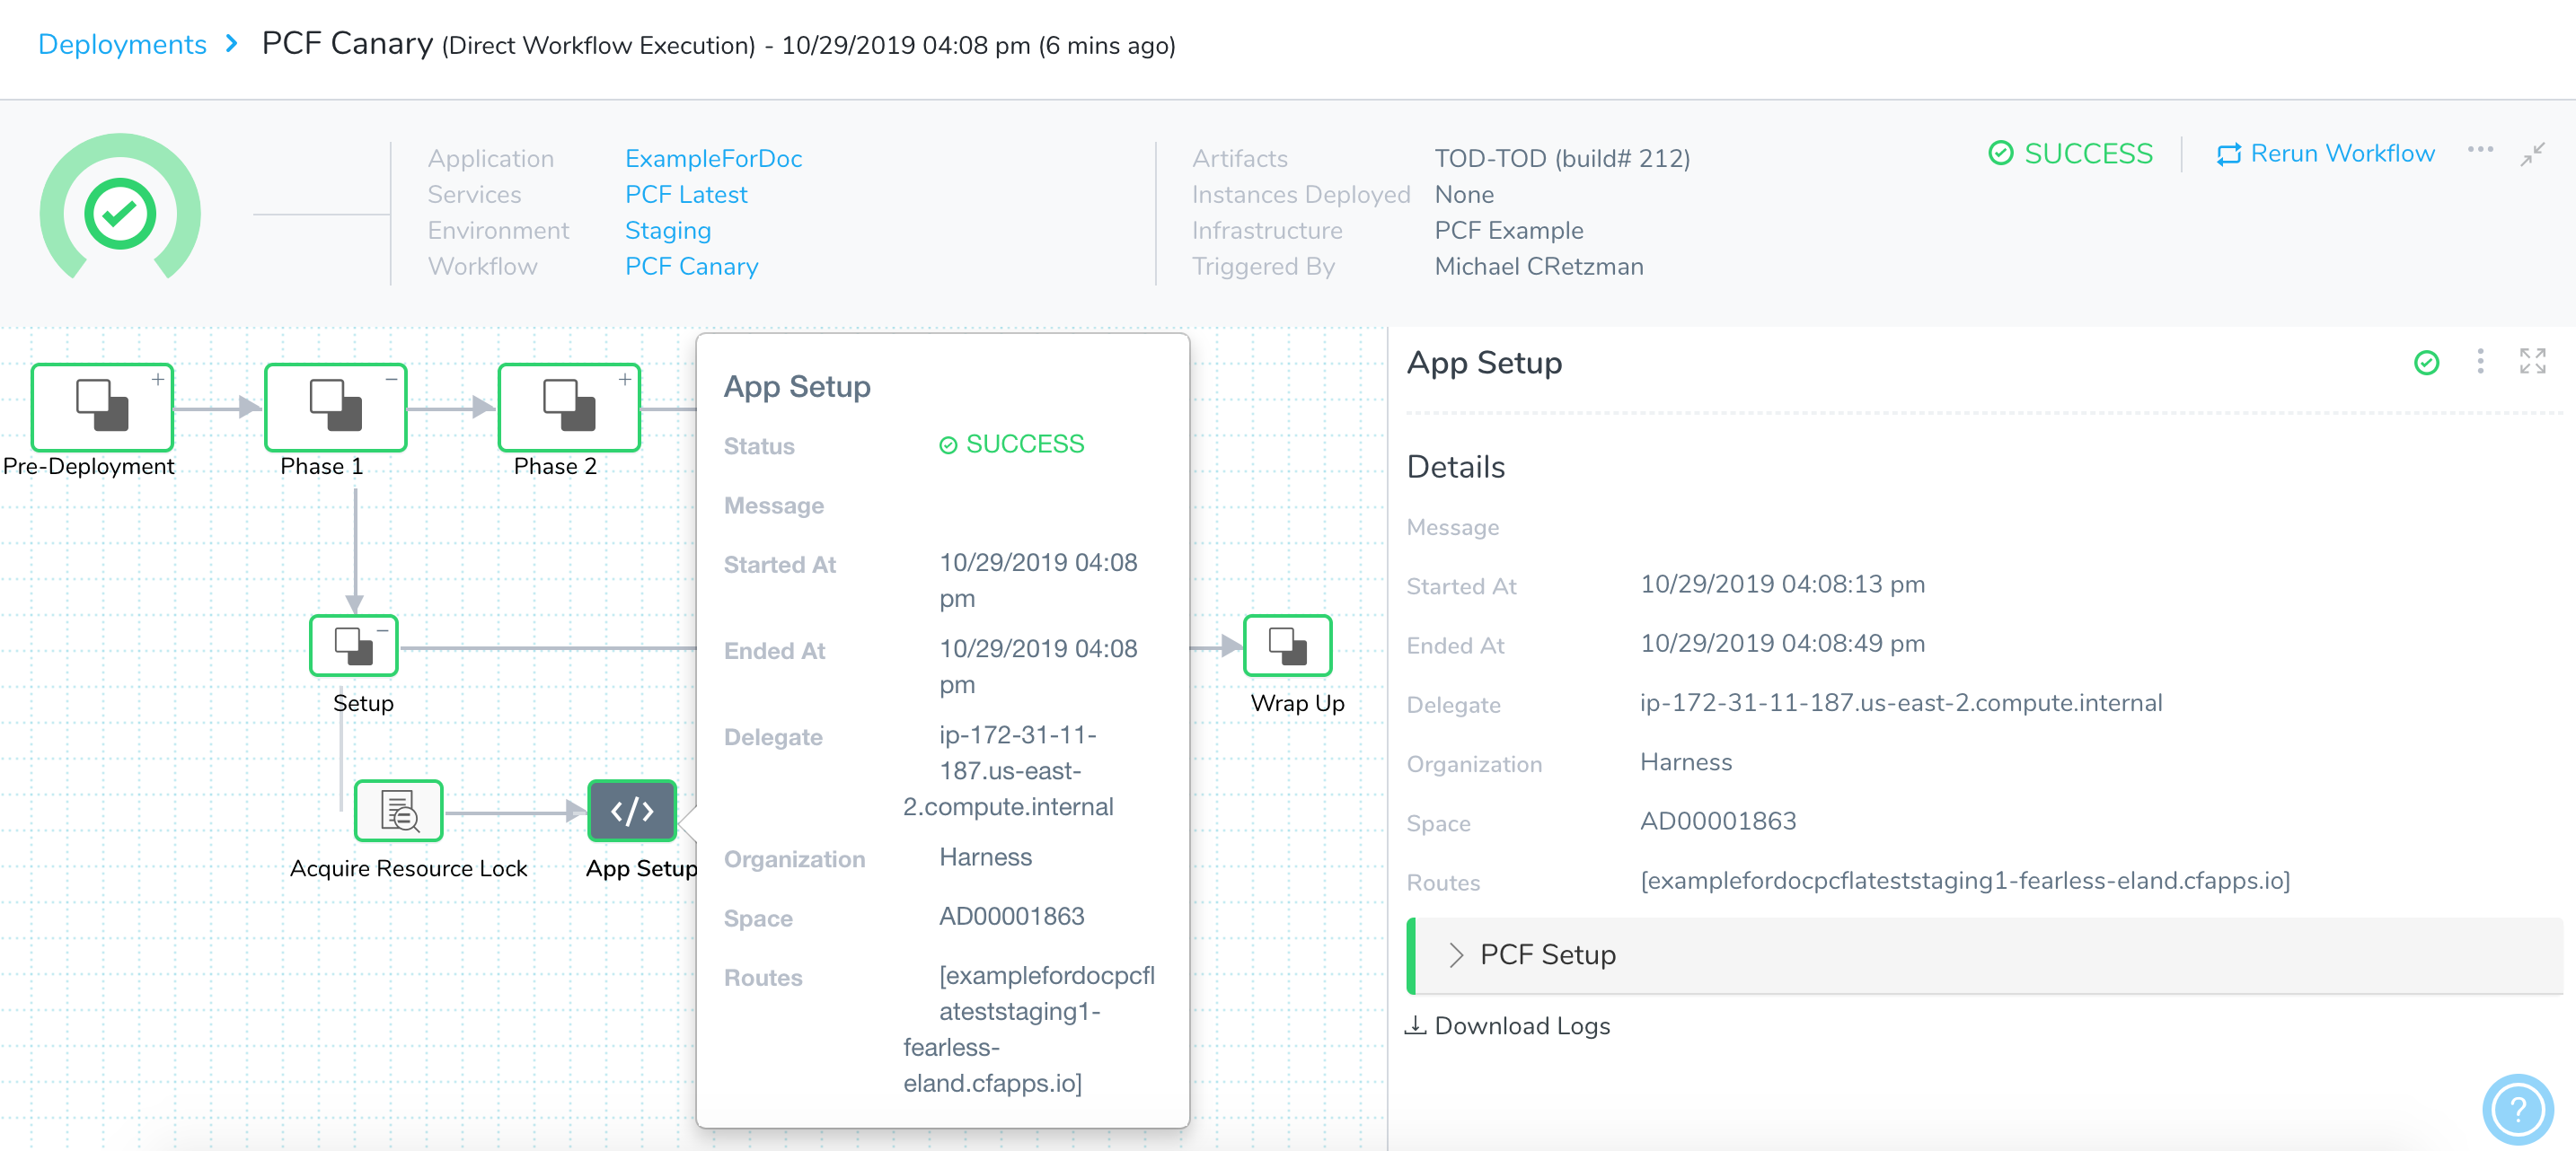 Deployments > PCF Canary (Direct Workflow Execution) - 10/29/2019 04:08 pm (6 mins ago)
Application ExampleForDoc
Services PCF Latest
Environment Staging
Workflow PCF Canary
Artifacts TOD-TOD (build# 212)
Instances Deployed None
Infrastructure PCF Example
Triggered By Michael CRetzman
SUCCESS
Rerun Workflow
Pre-Deployment
Phase 1
Phase 2
Setup
Wrap Up
Acquire Resource Lock
App Setup
App Setup
Status SUCCESS
Message
Started At 10/29/2019 04:08
pm
Ended At 10/29/2019 04:08
pm
Delegate ip-172-31-11-
187.us-east-
2.compute.internal
Organization Harness
Space AD00001863
Routes [examplefordocpcfl
ateststaging1-
fearless-
eland.cfapps.io]
App Setup
Details
Message
Started At 10/29/2019 04:08:13 pm
Ended At 10/29/2019 04:08:49 pm
Delegate ip-172-31-11-187.us-east-2.compute.internal
Organization Harness
Space AD00001863
Routes [examplefordocpcflateststaging1-fearless-eland.cfapps.io]
PCF Setup
Download Logs
?